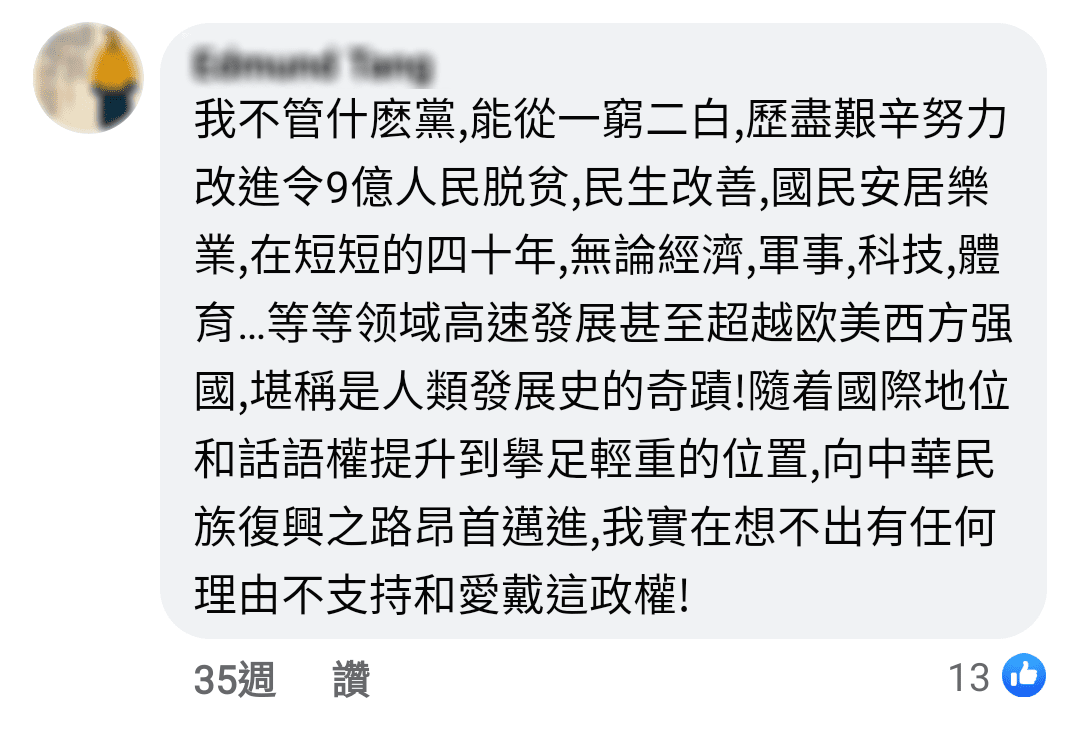 我不管什麽黨,能從一窮二白,歷盡艱辛努力
改進令9億人民脱贫,民生改善,國民安居樂
業,在短短的四十年,無論經濟,軍事,科技,體
育...等等领域高速發展甚至超越欧美西方强
國,堪稱是人類發展史的奇蹟!隨着國際地位
和話語權提升到舉足輕重的位置,向中華民
族復興之路昂首邁進,我實在想不出有任何
理由不支持和愛戴這政權!
35週 讚
13